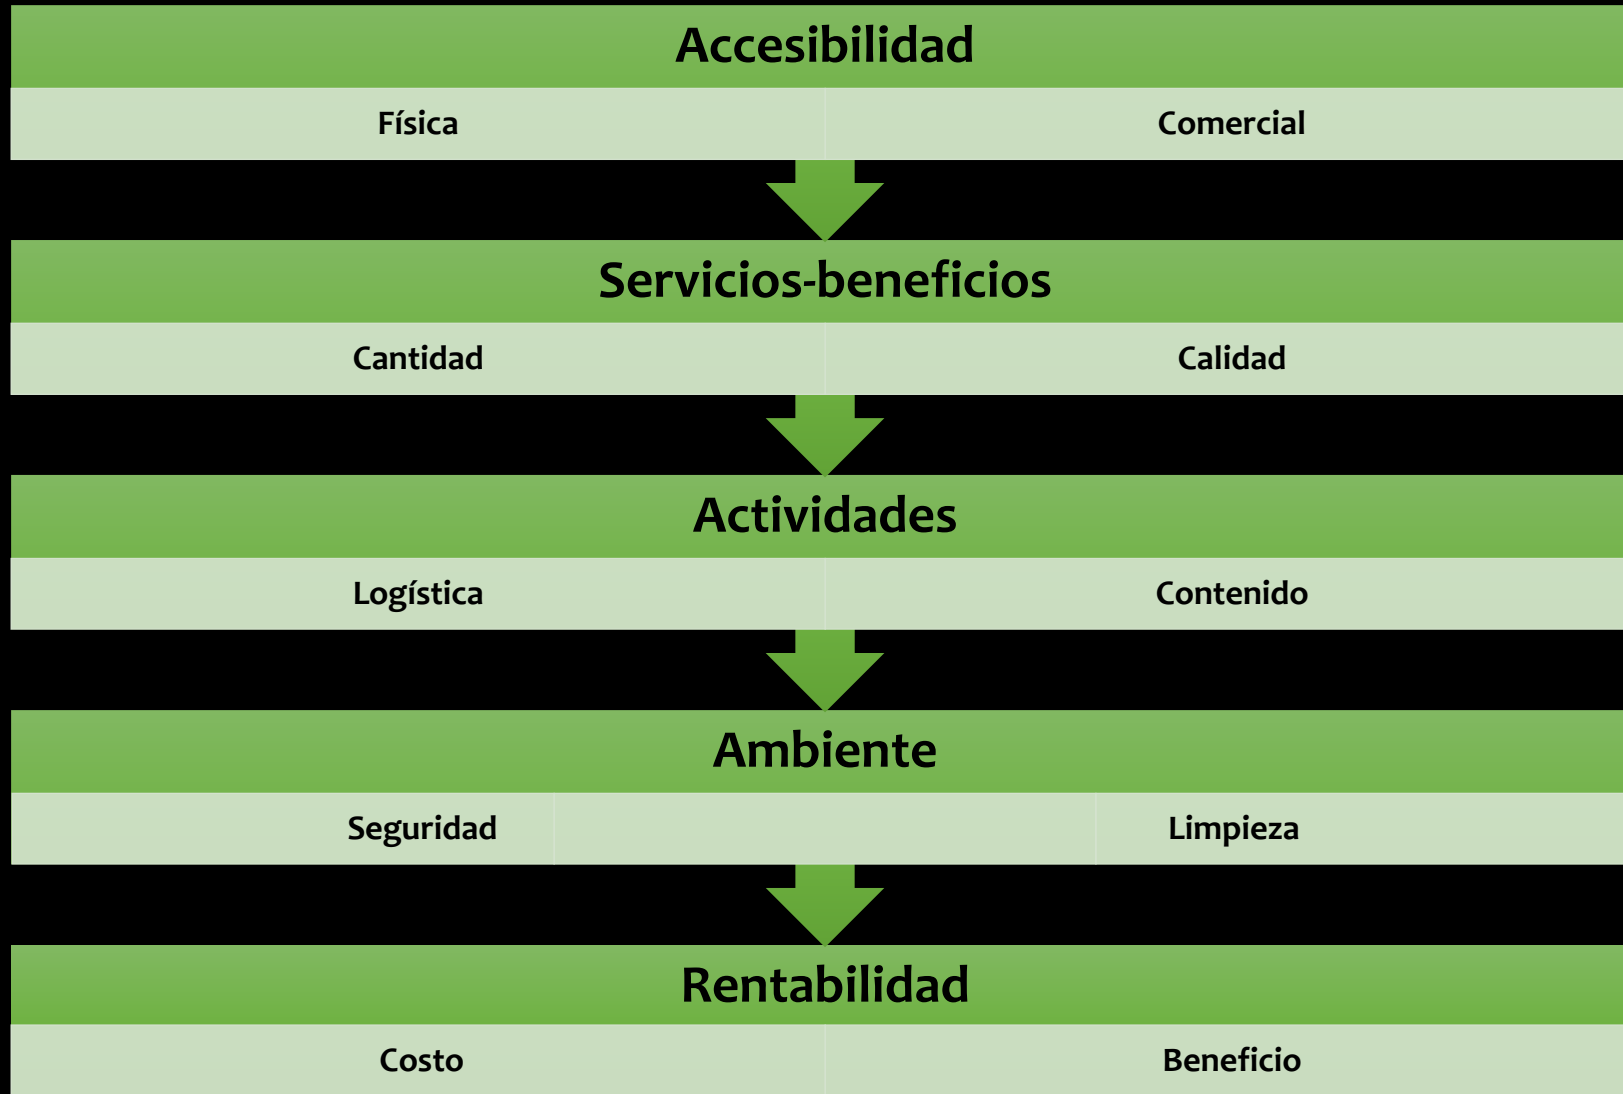 Accesibilidad
Física Comercial
Servicios-beneficios
Cantidad Calidad
Actividades
Logística Contenido
Ambiente
Seguridad Limpieza
Rentabilidad
Costo Beneficio